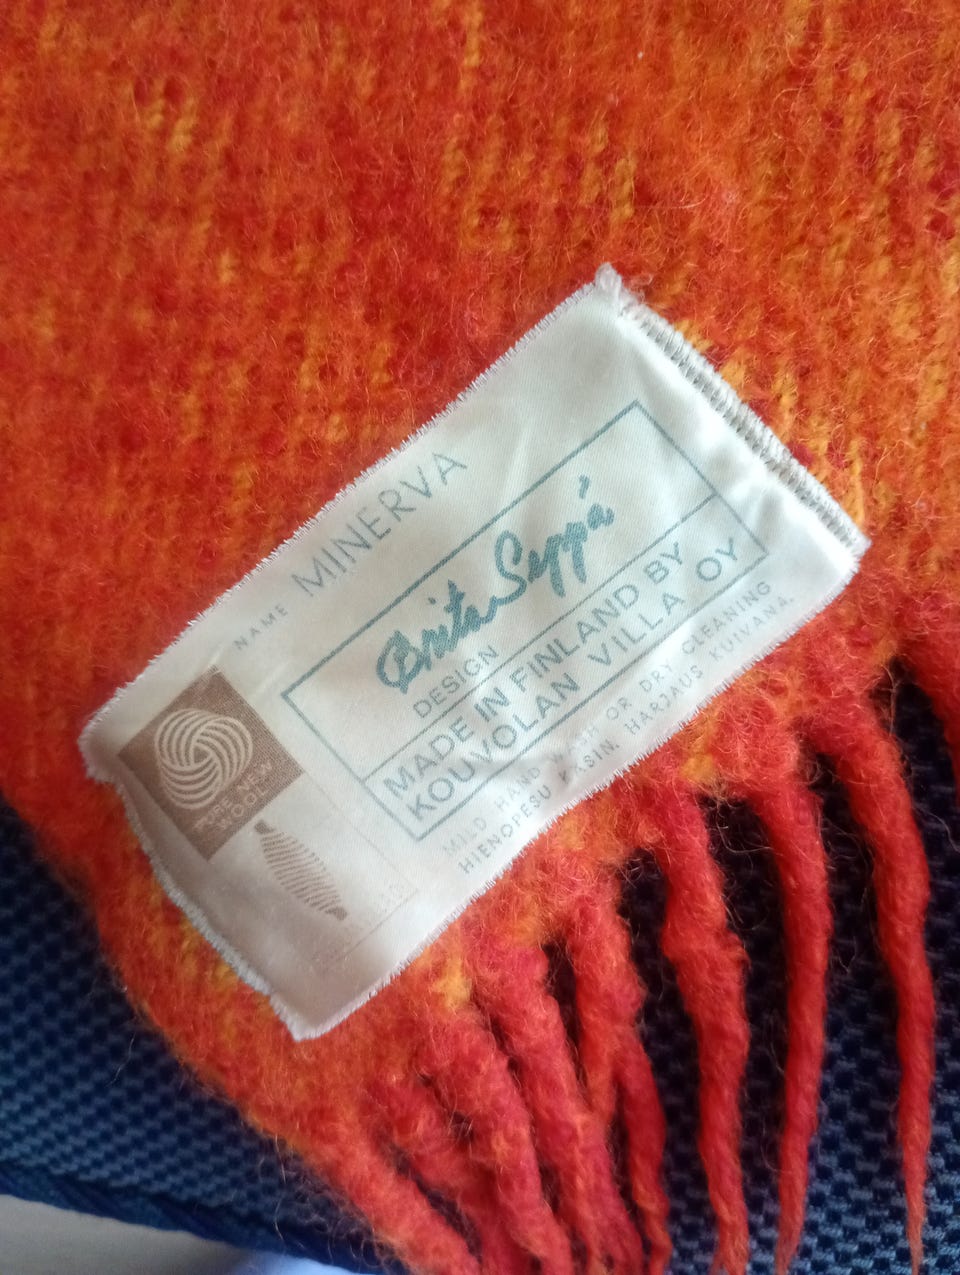 NAME MINERVA
Brita Seppä
DESIGN
MADE IN FINLAND BY
KOUVOLAN VILLA OY
MILD HAND WASH OR DRY CLEANING
HIENOPESU KÄSIN. HARJAUS KUIVANA.
PURE NEW
WOOL